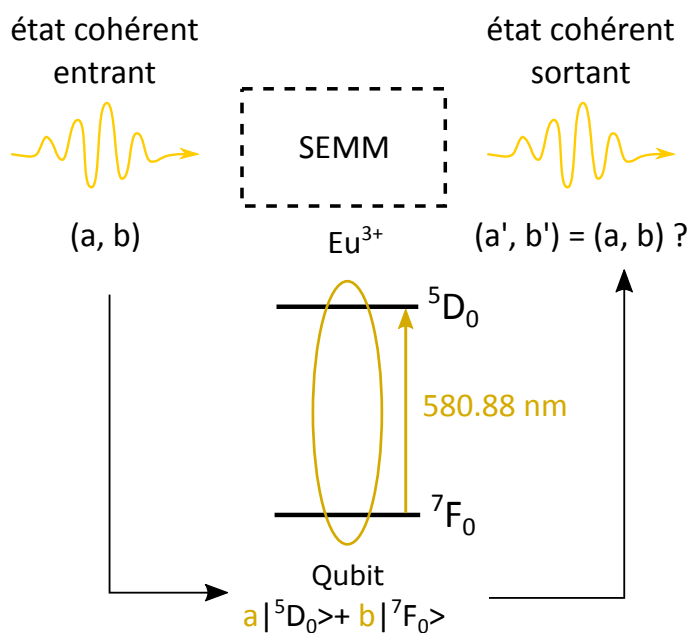 état cohérent
entrant
état cohérent
sortant
SEMM
(a, b)
Eu³⁺
(a', b') = (a, b) ?
⁵D₀
580.88 nm
⁷F₀
Qubit
a|⁵D₀>+ b|⁷F₀>